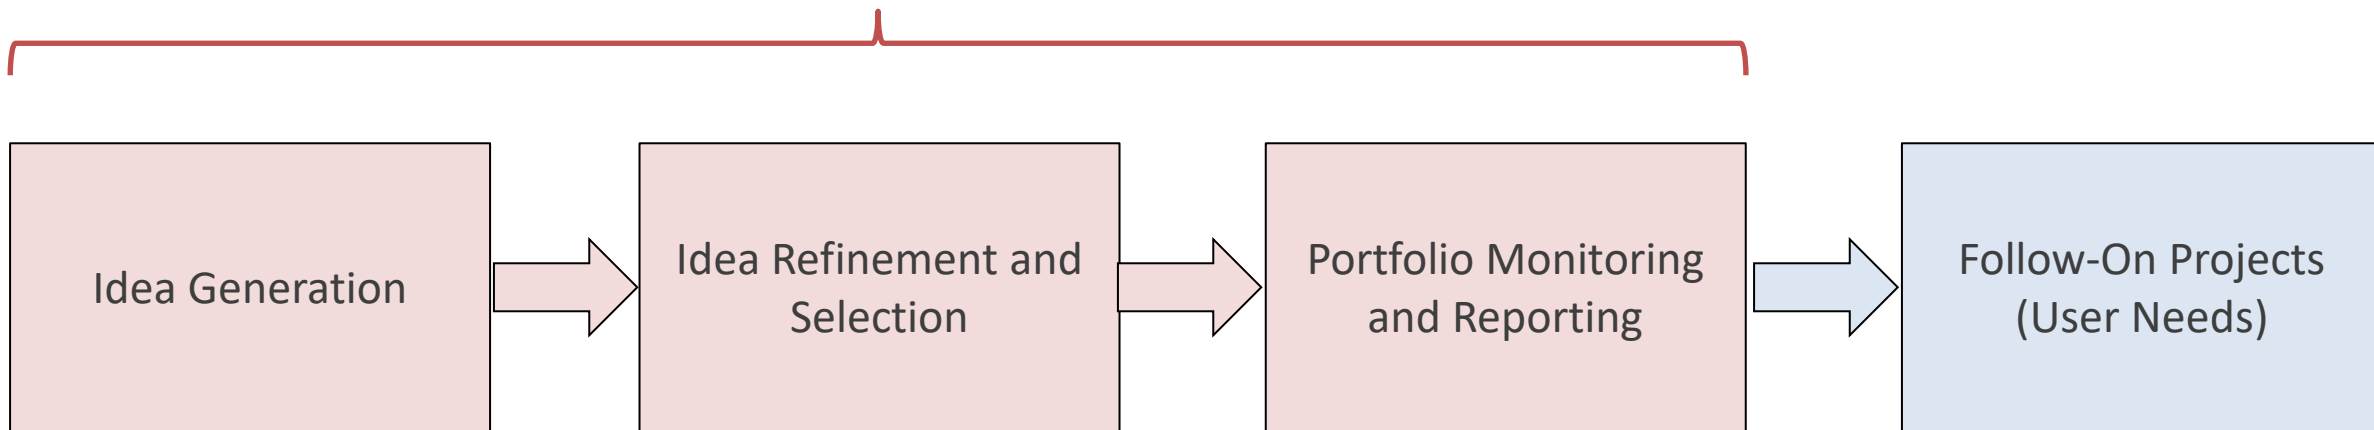 Idea Generation
Idea Refinement and
Selection
Portfolio Monitoring
and Reporting
Follow-On Projects
(User Needs)